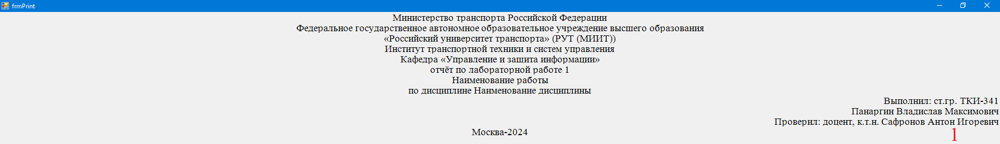 frmPrint
Министерство транспорта Российской Федерации
Федеральное государственное автономное образовательное учреждение высшего образования
«Российский университет транспорта» (РУТ (МИИТ))
Институт транспортной техники и систем управления
Кафедра «Управление и защита информации»
отчёт по лабораторной работе 1
Наименование работы
по дисциплине Наименование дисциплины
Выполнил: ст.гр. ТКИ-341
Панаргин Владислав Максимович
Проверил: доцент, к.т.н. Сафронов Антон Игоревич
Москва-2024
1